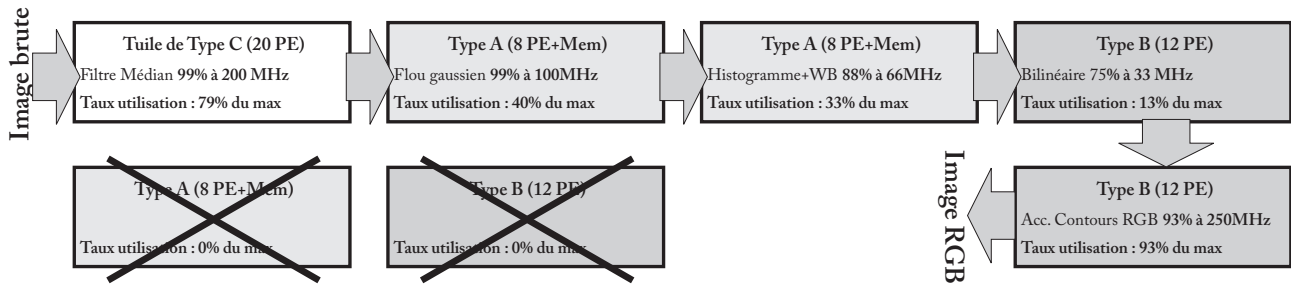 Image brute
Tuile de Type C (20 PE)
Filtre Médian 99% à 200 MHz
Taux utilisation : 79% du max
Type A (8 PE+Mem)
Flou gaussien 99% à 100MHz
Taux utilisation : 40% du max
Type A (8 PE+Mem)
Histogramme+WB 88% à 66MHz
Taux utilisation : 33% du max
Type B (12 PE)
Bilinéaire 75% à 33 MHz
Taux utilisation : 13% du max
Type A (8 PE+Mem)
Taux utilisation : 0% du max
Type B (12 PE)
Taux utilisation : 0% du max
Image RGB
Type B (12 PE)
Acc. Contours RGB 93% à 250MHz
Taux utilisation : 93% du max